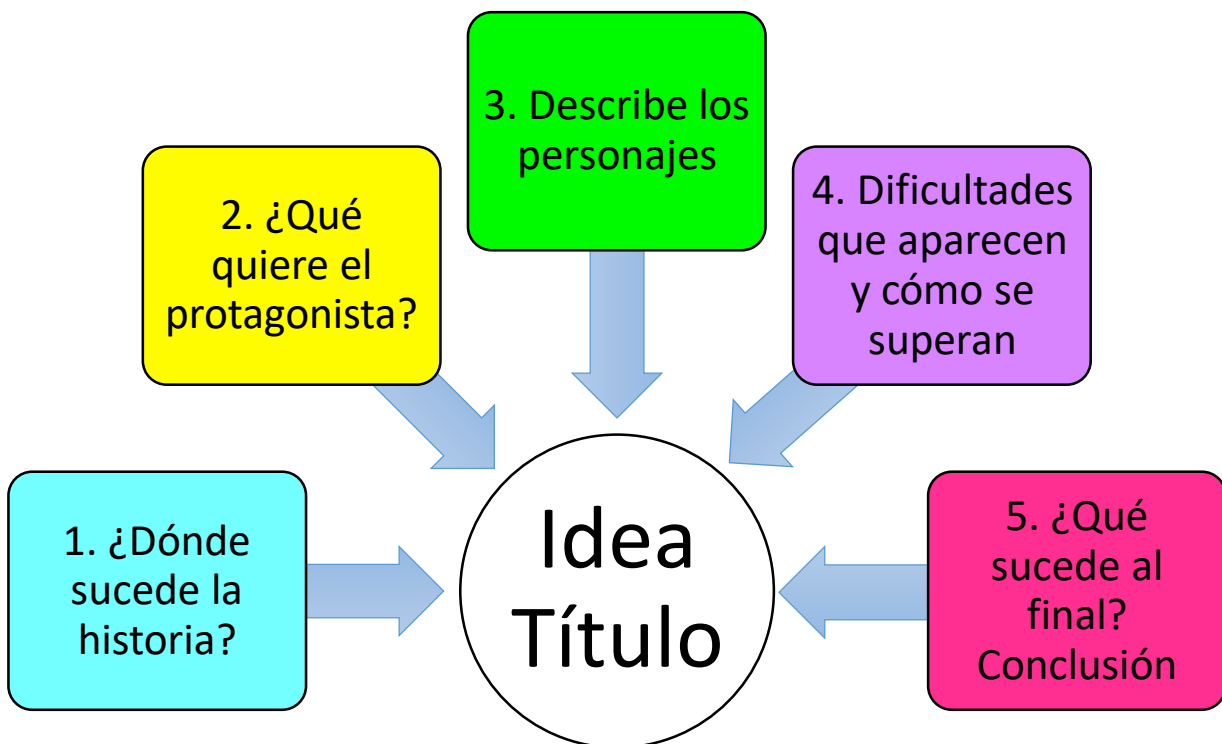 1. ¿Dónde
sucede la
historia?
2. ¿Qué
quiere el
protagonista?
3. Describe los
personajes
4. Dificultades
que aparecen
y cómo se
superan
5. ¿Qué
sucede al
final?
Conclusión
Idea
Título